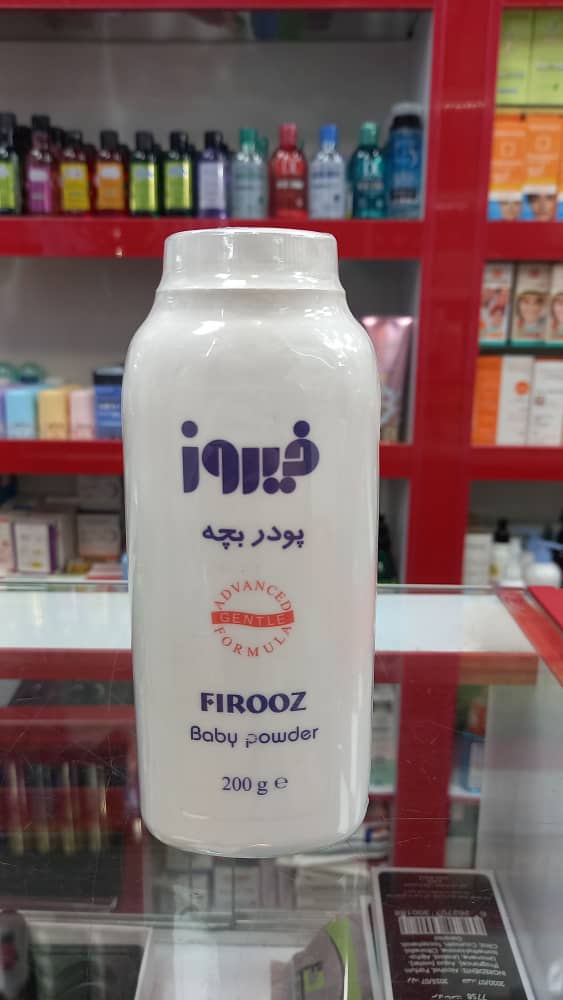 فیروز
پودر بچه
ADVANCED
GENTLE
FORMULA
FIROOZ
Baby powder
200 g ℮